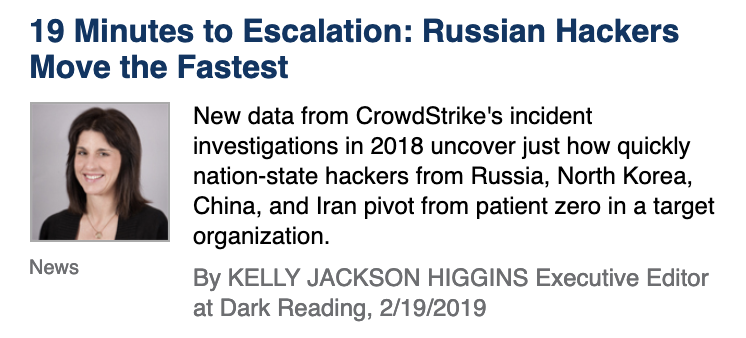 19 Minutes to Escalation: Russian Hackers
Move the Fastest
New data from CrowdStrike's incident
investigations in 2018 uncover just how quickly
nation-state hackers from Russia, North Korea,
China, and Iran pivot from patient zero in a target
organization.
News
By KELLY JACKSON HIGGINS Executive Editor
at Dark Reading, 2/19/2019